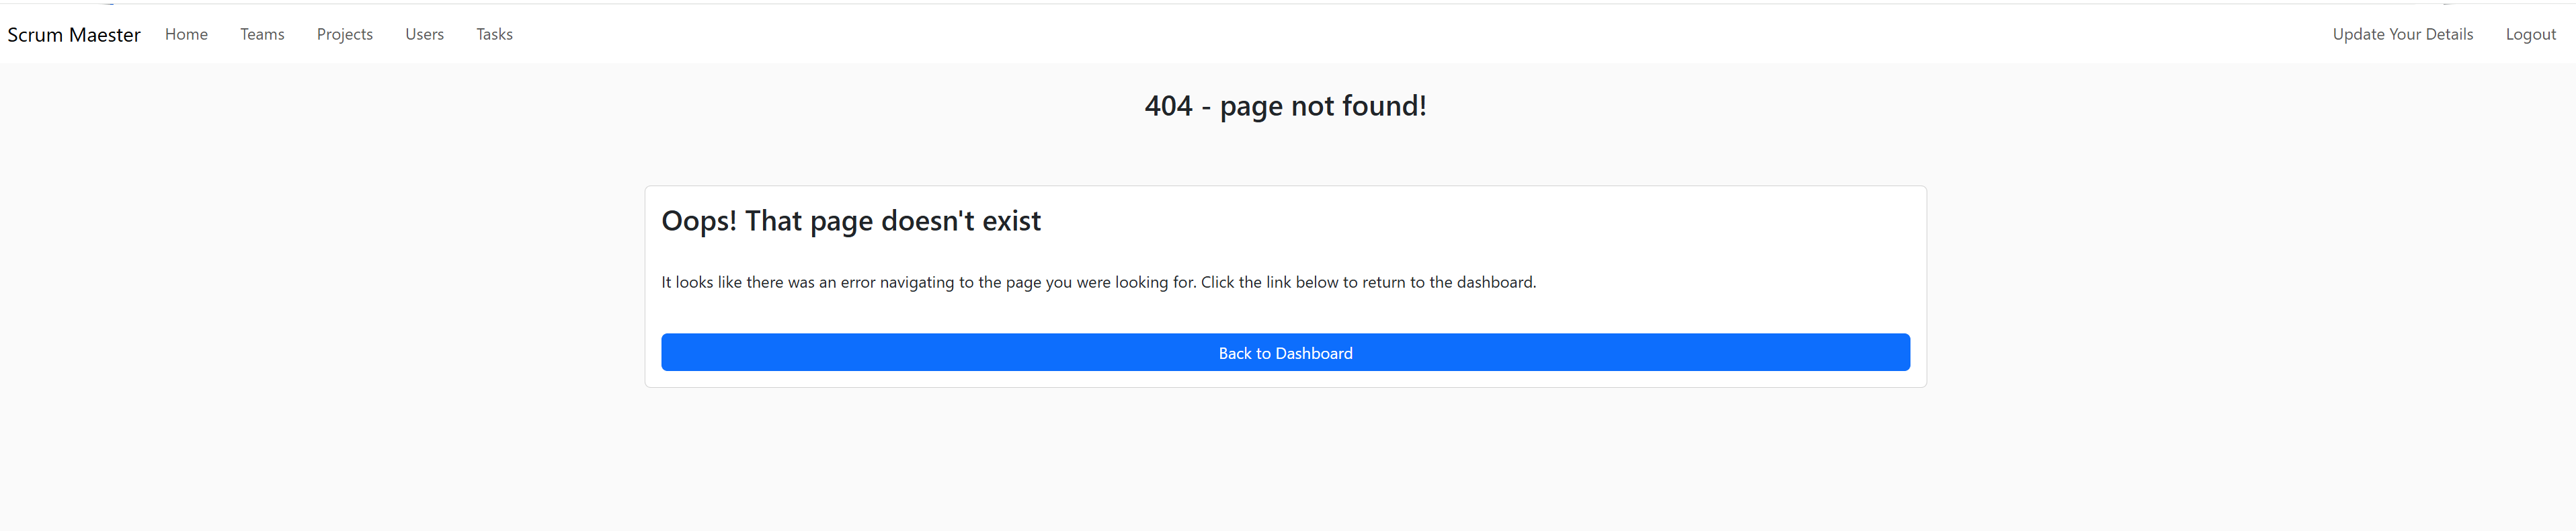 Scrum Maester Home Teams Projects Users Tasks Update Your Details Logout
404 - page not found!
Oops! That page doesn't exist
It looks like there was an error navigating to the page you were looking for. Click the link below to return to the dashboard.
Back to Dashboard